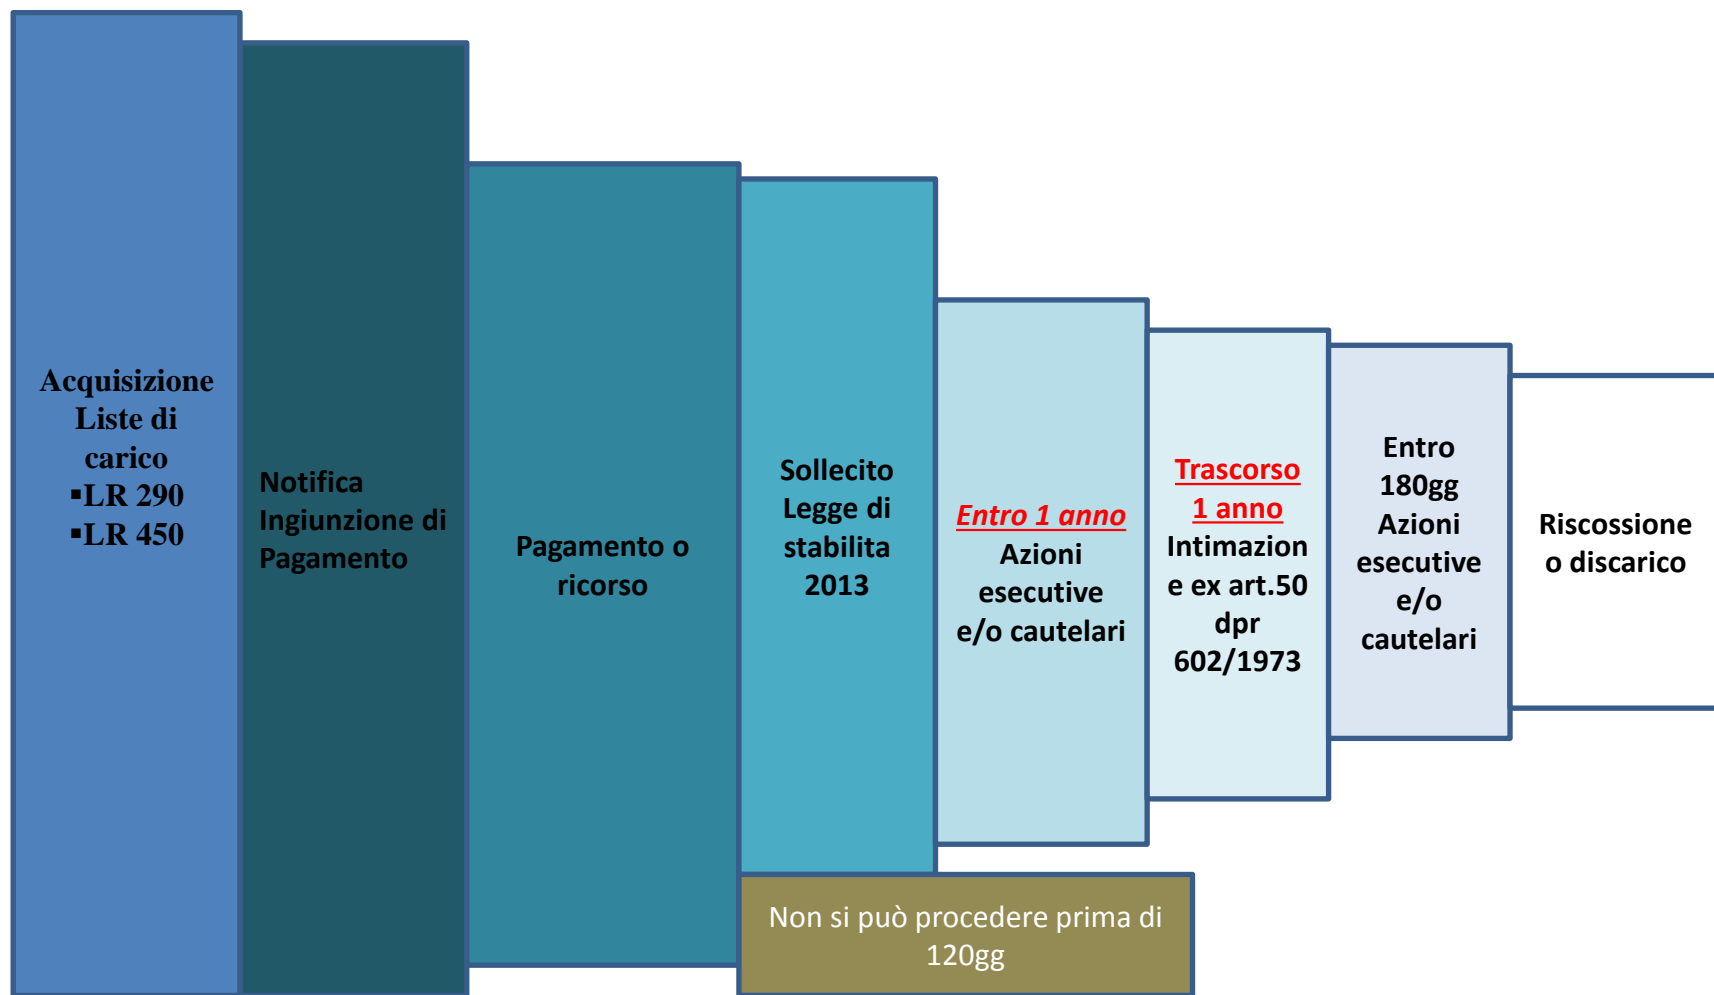 Acquisizione
Liste di
carico
▪LR 290
▪LR 450
Notifica
Ingiunzione di
Pagamento
Pagamento o
ricorso
Sollecito
Legge di
stabilita
2013
Entro 1 anno
Azioni
esecutive
e/o cautelari
Trascorso
1 anno
Intimazion
e ex art.50
dpr
602/1973
Entro
180gg
Azioni
esecutive
e/o
cautelari
Riscossione
o discarico
Non si può procedere prima di
120gg